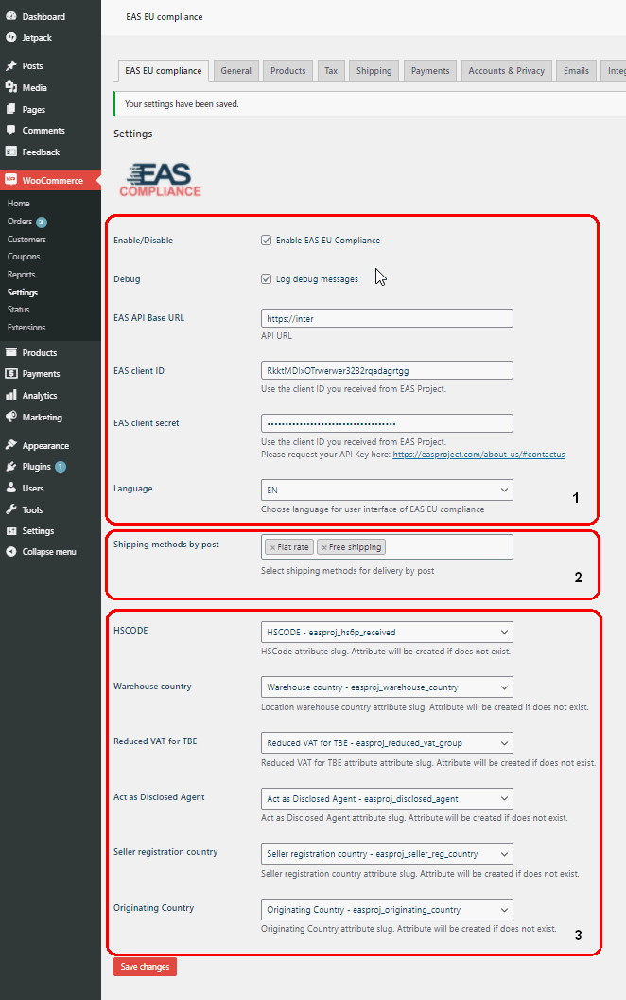 Dashboard
Jetpack
Posts
Media
Pages
Comments
Feedback
WooCommerce
Home
Orders 2
Customers
Coupons
Reports
Settings
Status
Extensions
Products
Payments
Analytics
Marketing
Appearance
Plugins 1
Users
Tools
Settings
Collapse menu
EAS EU compliance
EAS EU compliance General Products Tax Shipping Payments Accounts & Privacy Emails Integ
Your settings have been saved.
Settings
EAS
COMPLIANCE
Enable/Disable Enable EAS EU Compliance
Debug Log debug messages
EAS API Base URL https://inter
API URL
EAS client ID RkktMDIxOTrwerwer3232rqadagrtgg
Use the client ID you received from EAS Project.
EAS client secret
Use the client ID you received from EAS Project.
Please request your API Key here: https://easproject.com/about-us/#contactus
Language EN
Choose language for user interface of EAS EU compliance
1
Shipping methods by post × Flat rate × Free shipping
Select shipping methods for delivery by post
2
HSCODE HSCODE - easproj_hs6p_received
HSCode attribute slug. Attribute will be created if does not exist.
Warehouse country Warehouse country - easproj_warehouse_country
Location warehouse country attribute slug. Attribute will be created if does not exist.
Reduced VAT for TBE Reduced VAT for TBE - easproj_reduced_vat_group
Reduced VAT for TBE attribute attribute slug. Attribute will be created if does not exist.
Act as Disclosed Agent Act as Disclosed Agent - easproj_disclosed_agent
Act as Disclosed Agent attribute slug. Attribute will be created if does not exist.
Seller registration country Seller registration country - easproj_seller_reg_country
Seller registration country attribute slug. Attribute will be created if does not exist.
Originating Country Originating Country - easproj_originating_country
Originating Country attribute slug. Attribute will be created if does not exist.
3
Save changes